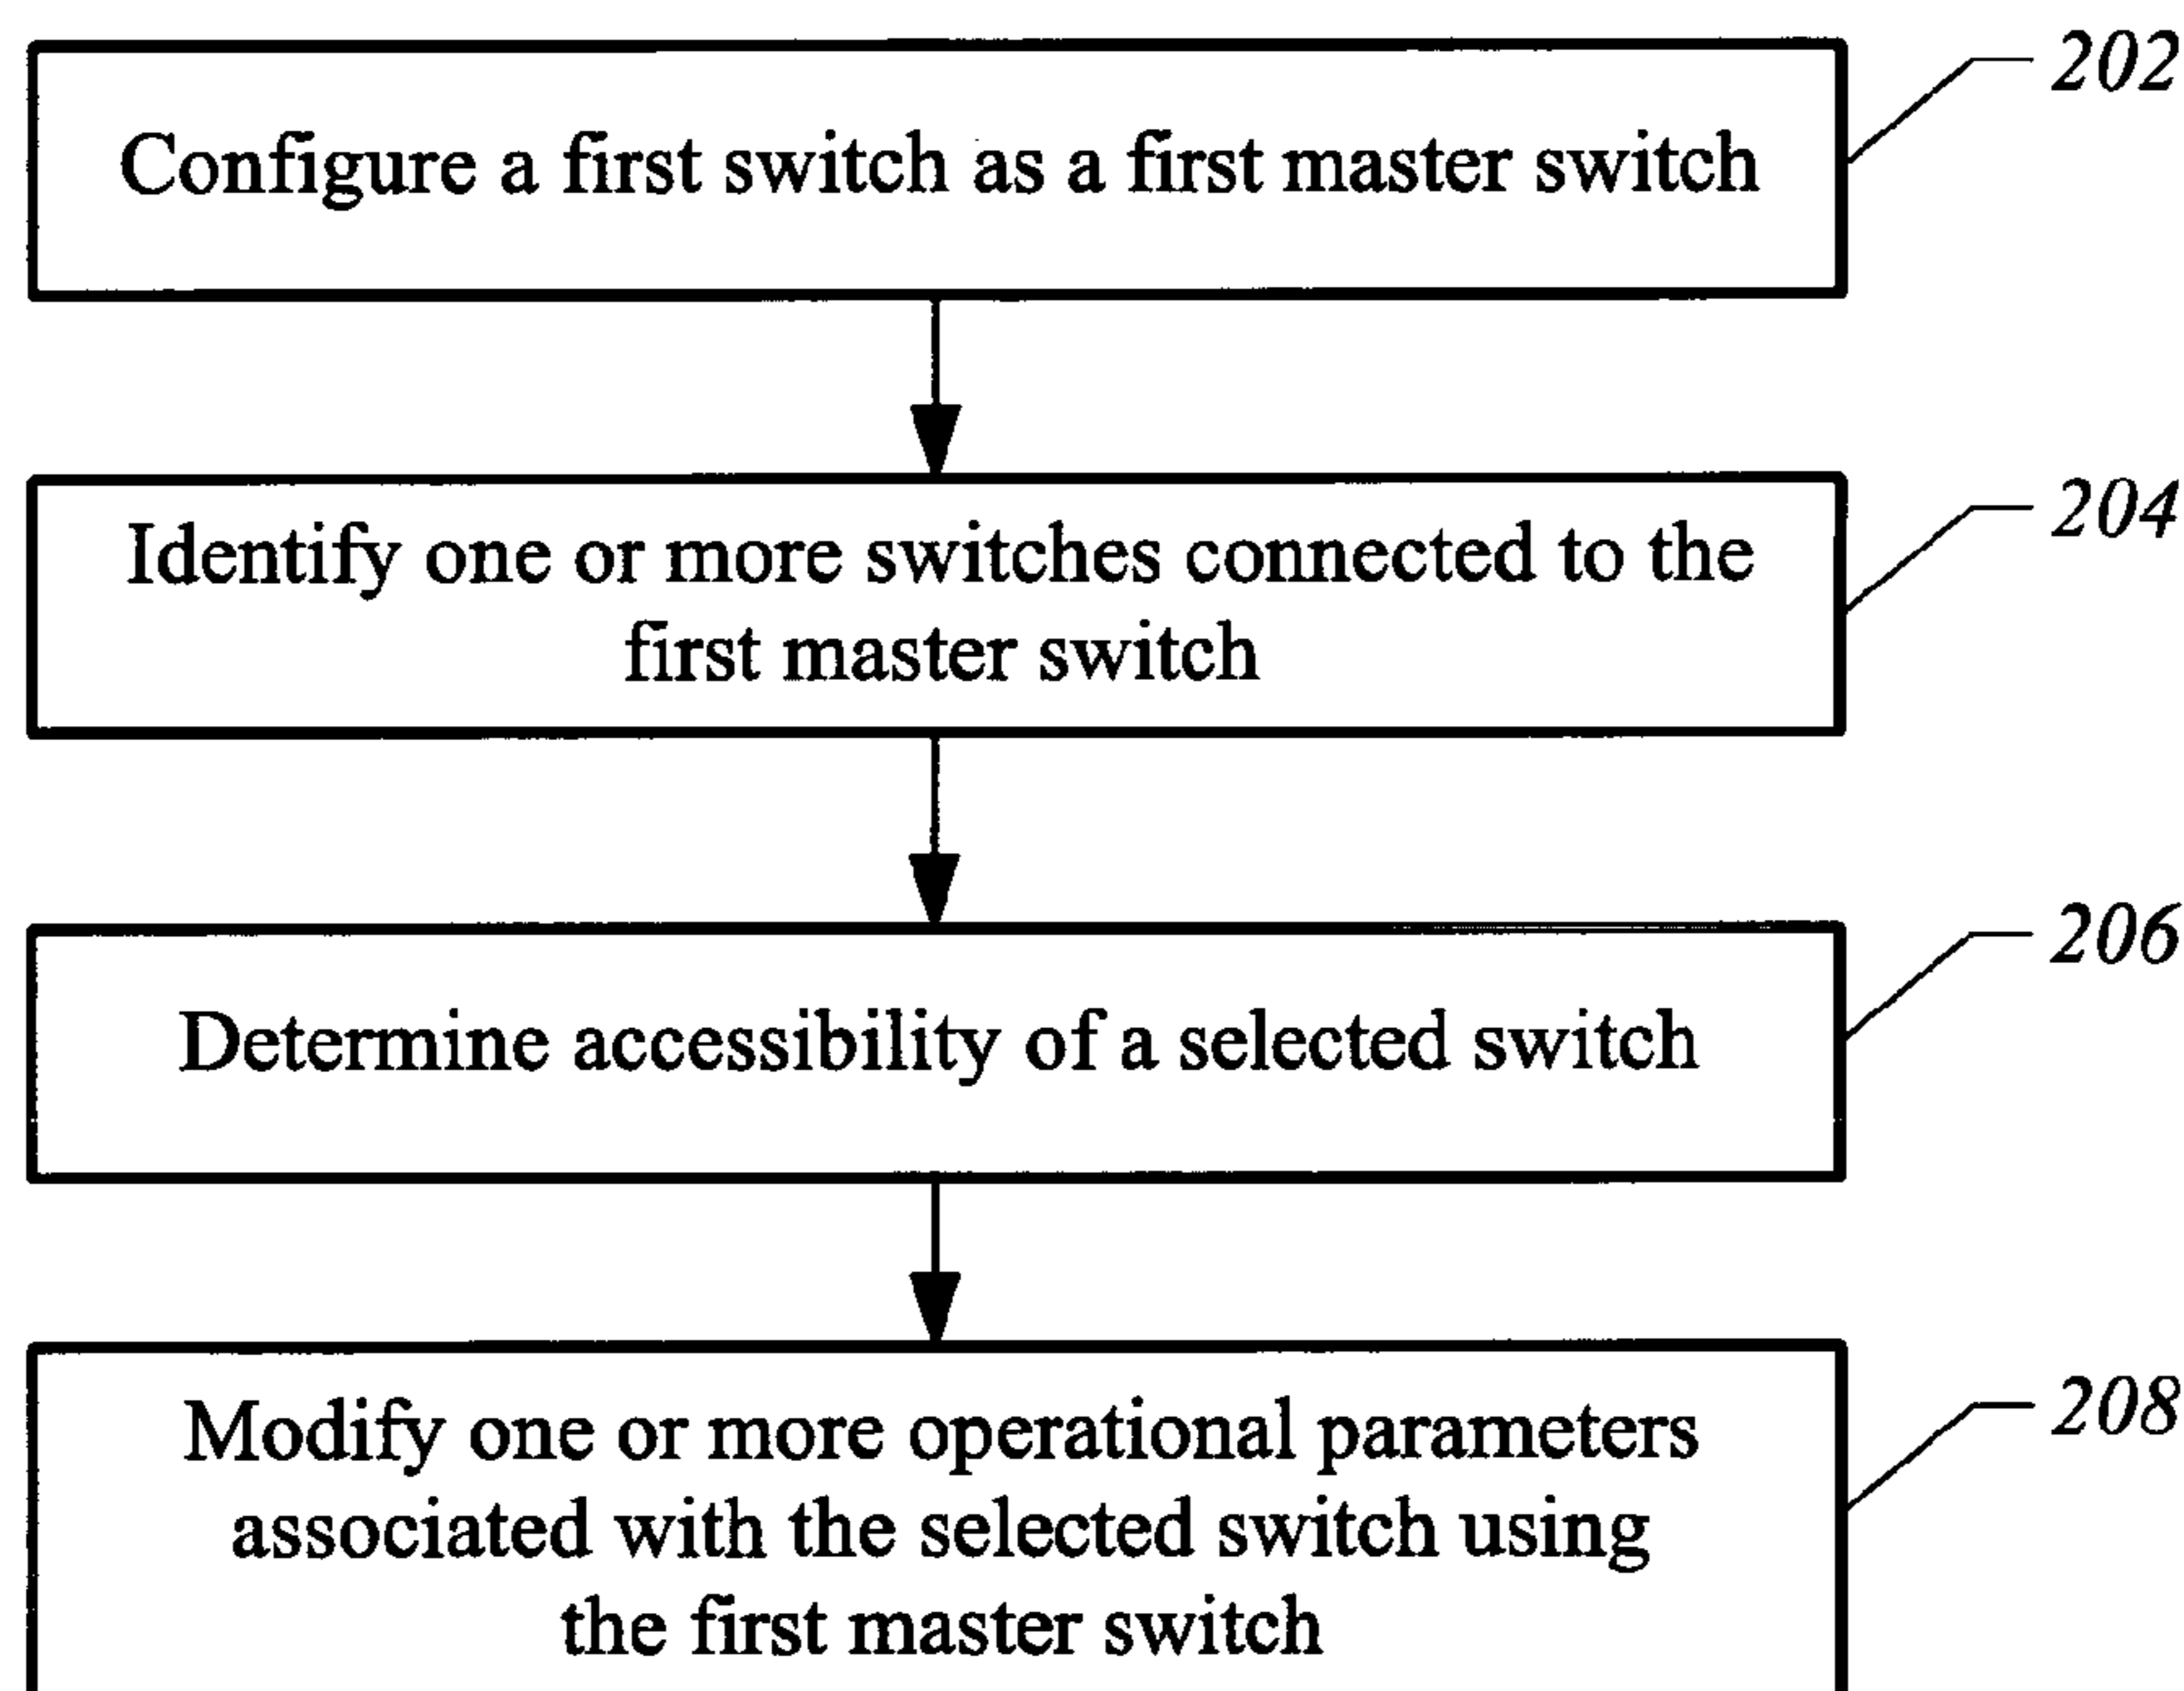 202
Configure a first switch as a first master switch
204
Identify one or more switches connected to the
first master switch
206
Determine accessibility of a selected switch
208
Modify one or more operational parameters
associated with the selected switch using
the first master switch